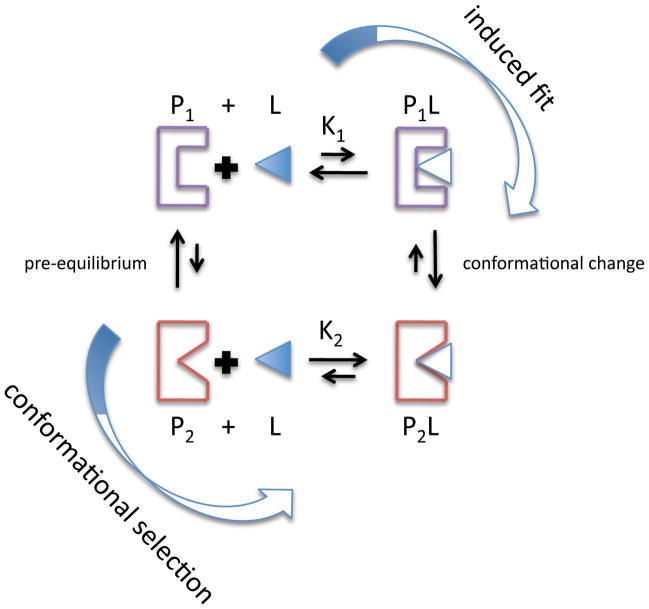 induced fit
P1 + L
P1L
K1
pre-equilibrium
conformational change
K2
P2 + L
P2L
conformational selection